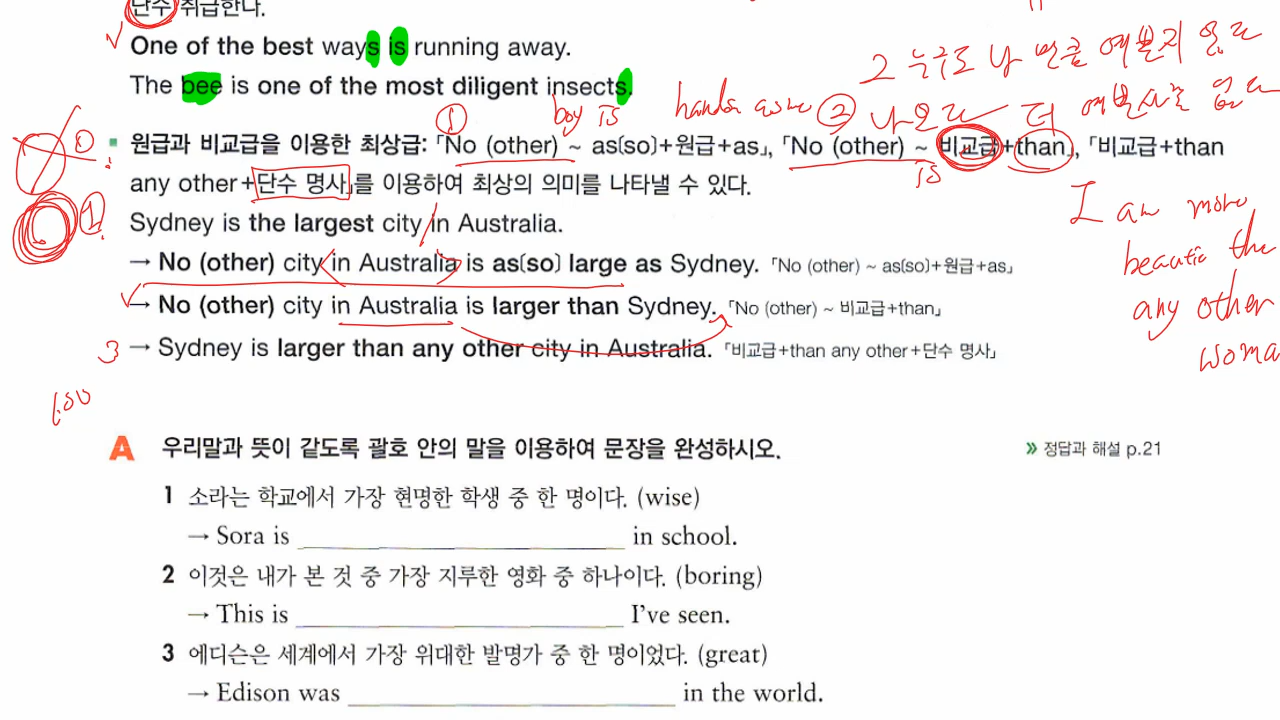 단수 취급한다.
One of the best ways is running away.
The bee is one of the most diligent insects.
그 누구도 나 만큼 예쁘지 않다
② 나보다 더 예쁜 사람은 없다
① boy is
▪ 원급과 비교급을 이용한 최상급: 「No (other) ~ as(so)+원급+as」, 「No (other) ~ 비교급+than」, 「비교급+than
is
any other+단수 명사」를 이용하여 최상의 의미를 나타낼 수 있다.
Sydney is the largest city in Australia.
→ No (other) city in Australia is as(so) large as Sydney. 「No (other) ~ as(so)+원급+as」
→ No (other) city in Australia is larger than Sydney. 「No (other) ~ 비교급+than」
3 → Sydney is larger than any other city in Australia. 「비교급+than any other+단수 명사」
I am more
any other
A 우리말과 뜻이 같도록 괄호 안의 말을 이용하여 문장을 완성하시오.
» 정답과 해설 p.21
1 소라는 학교에서 가장 현명한 학생 중 한 명이다. (wise)
→ Sora is ____ in school.
2 이것은 내가 본 것 중 가장 지루한 영화 중 하나이다. (boring)
→ This is ____ I've seen.
3 에디슨은 세계에서 가장 위대한 발명가 중 한 명이었다. (great)
→ Edison was ____ in the world.